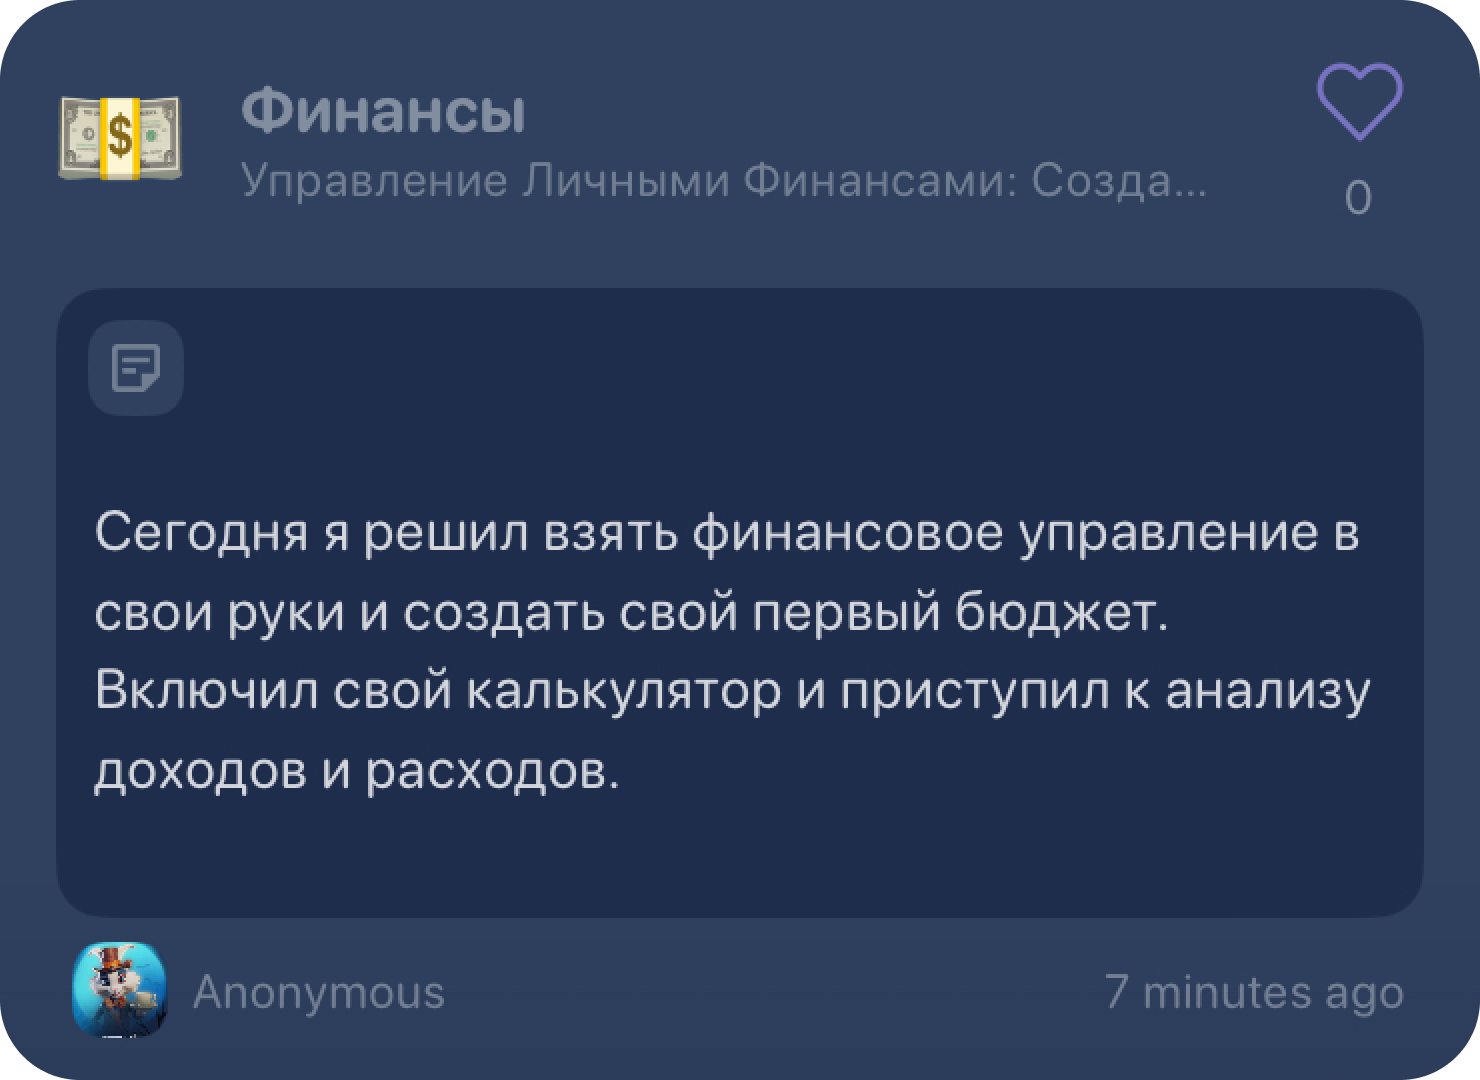 Финансы
Управление Личными Финансами: Созда...
0
Сегодня я решил взять финансовое управление в
свои руки и создать свой первый бюджет.
Включил свой калькулятор и приступил к анализу
доходов и расходов.
Anonymous
7 minutes ago